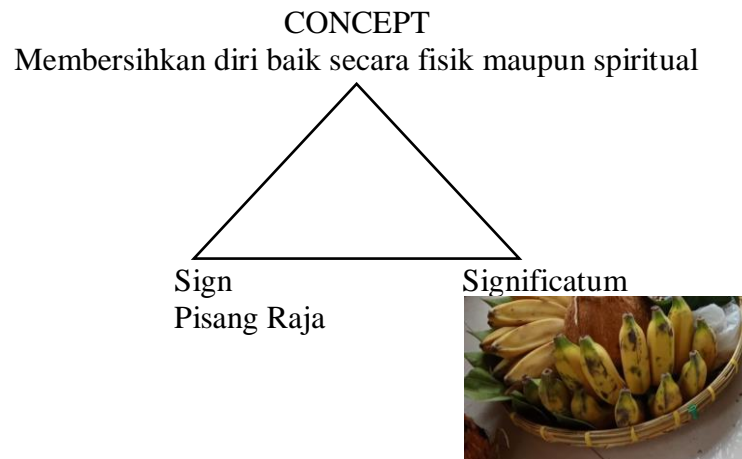 CONCEPT
Membersihkan diri baik secara fisik maupun spiritual
Sign
Significatum
Pisang Raja